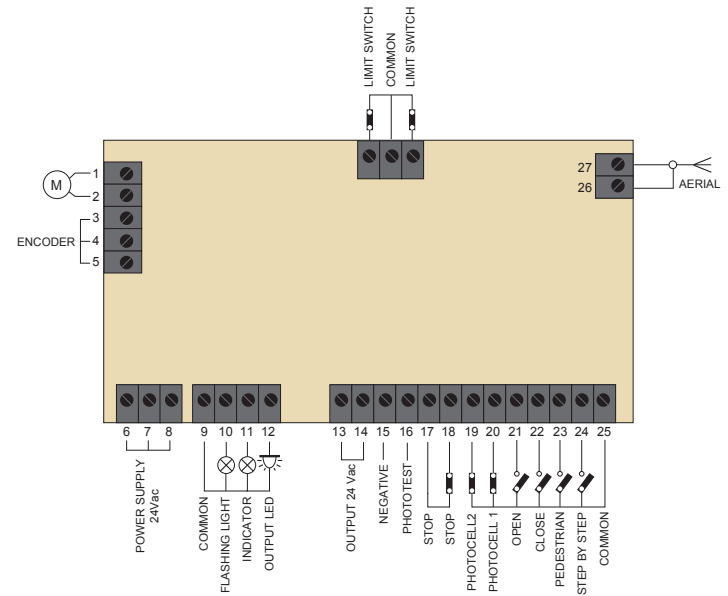 LIMIT SWITCH
COMMON
LIMIT SWITCH
1
M
2
3
ENCODER
4
5
27
26
AERIAL
6 7 8
9 10 11 12
13 14 15 16 17 18 19 20 21 22 23 24 25
POWER SUPPLY
24Vac
COMMON
FLASHING LIGHT
INDICATOR
OUTPUT LED
OUTPUT 24 Vac
NEGATIVE
PHOTOTEST
STOP
STOP
PHOTOCELL2
PHOTOCELL 1
OPEN
CLOSE
PEDESTRIAN
STEP BY STEP
COMMON